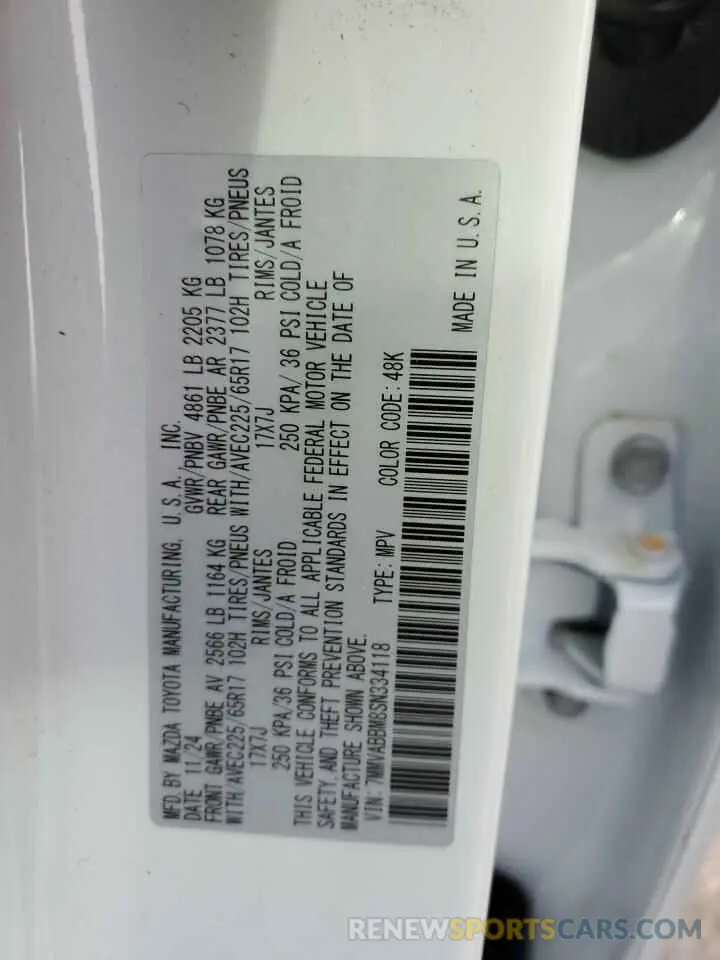 MFD. BY MAZDA TOYOTA MANUFACTURING, U.S.A., INC.
DATE 11/24 GVWR/PNBV 4861 LB 2205 KG
FRONT GAWR/PNBE AV 2566 LB 1164 KG REAR GAWR/PNBE AR 2377 LB 1078 KG
WITH/AVEC225/65R17 102H TIRES/PNEUS WITH/AVEC225/65R17 102H TIRES/PNEUS
17X7J RIMS/JANTES 17X7J RIMS/JANTES
250 KPA/36 PSI COLD/A FROID 250 KPA/ 36 PSI COLD/A FROID
THIS VEHICLE CONFORMS TO ALL APPLICABLE FEDERAL MOTOR VEHICLE
SAFETY AND THEFT PREVENTION STANDARDS IN EFFECT ON THE DATE OF
MANUFACTURE SHOWN ABOVE.
VIN: 7MMVABBM8SN334118 TYPE: MPV COLOR CODE: 48K
MADE IN U.S.A.
RENEWSPORTSCARS.COM